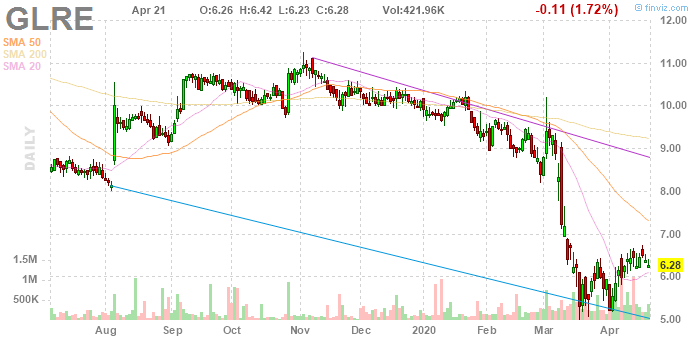 GLRE
Apr 21 O:6.26 H:6.42 L:6.23 C:6.28 Vol:421.96K -0.11 (1.72%)
© finviz.com
SMA 50
SMA 200
SMA 20
DAILY
12.00
11.00
10.00
9.00
8.00
7.00
6.28
6.00
5.00
1.5M
1M
500K
Aug Sep Oct Nov Dec 2020 Feb Mar Apr